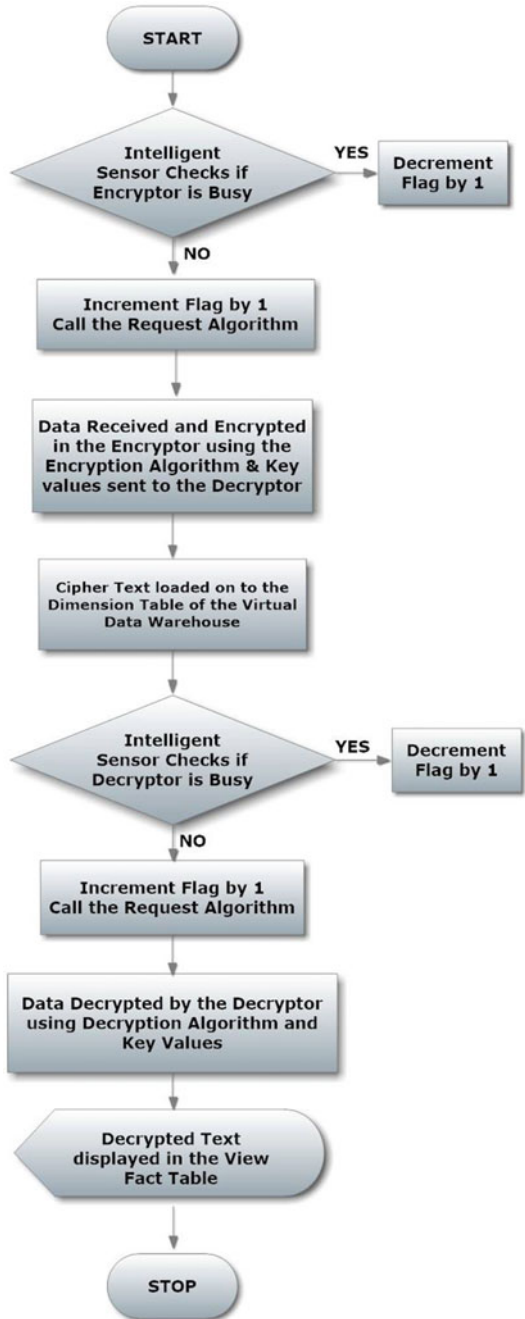 START
Intelligent
Sensor Checks if
Encryptor is Busy
YES
Decrement
Flag by 1
NO
Increment Flag by 1
Call the Request Algorithm
Data Received and Encrypted
in the Encryptor using the
Encryption Algorithm & Key
values sent to the Decryptor
Cipher Text loaded on to the
Dimension Table of the Virtual
Data Warehouse
Intelligent
Sensor Checks if
Decryptor is Busy
YES
Decrement
Flag by 1
NO
Increment Flag by 1
Call the Request Algorithm
Data Decrypted by the Decryptor
using Decryption Algorithm and
Key Values
Decrypted Text
displayed in the View
Fact Table
STOP